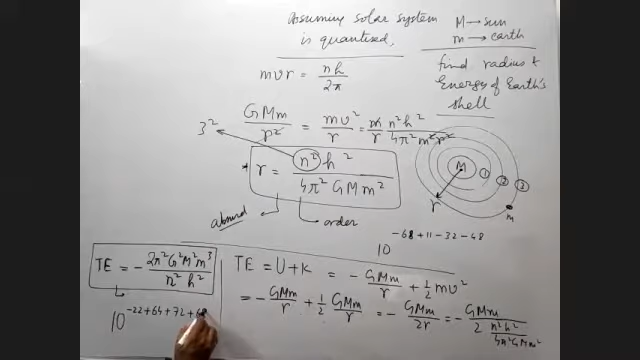 Assuming solar system
is quantised,
M → sun
m → earth
find radius &
Energy of Earth's
shell
mvr = nh/2π
GMm/r² = mv²/r = m/r n²h²/4π²m²r²
3²
r = n²h²/4π²GMm²
absurd
order
M
1
2
3
r
m
10^-68+11-32-48
TE = - 2π²G²M²m³/n²h²
10^-22+64+72+68
TE = U+K = - GMm/r + 1/2 mv²
= - GMm/r + 1/2 GMm/r = - GMm/2r = - GMm/2 n²h²/4π²GMm²